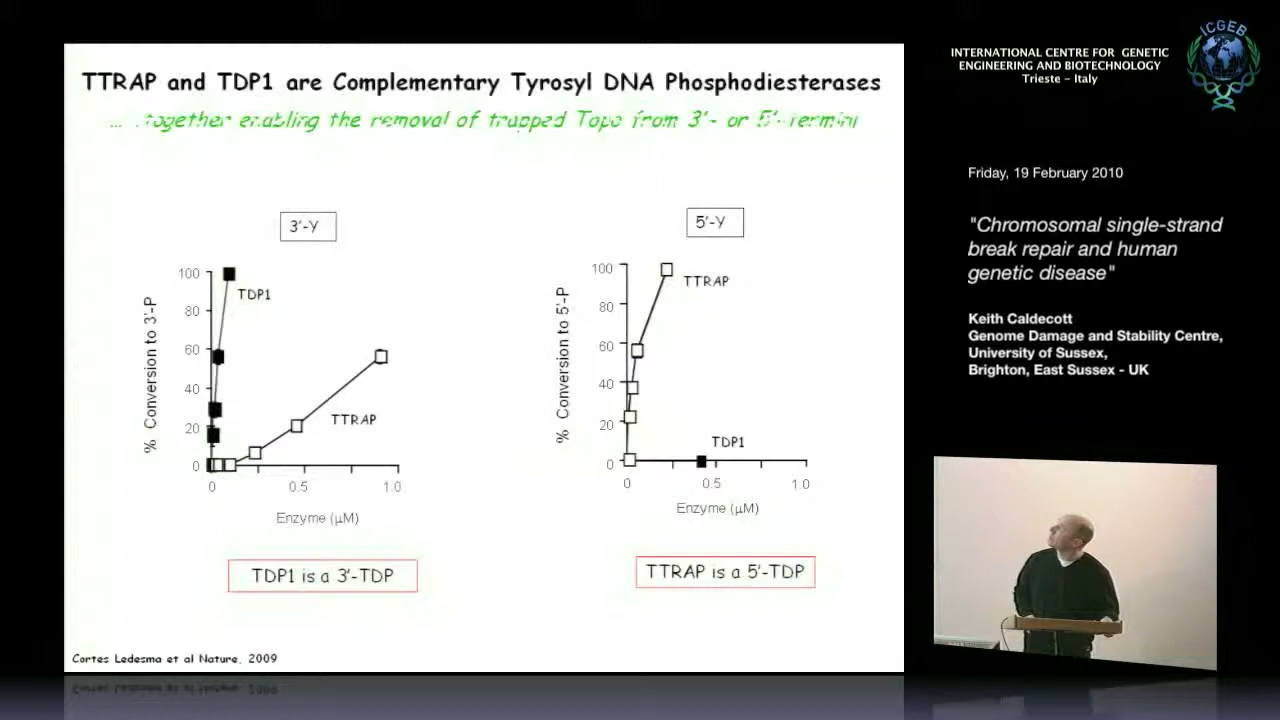 TTRAP and TDP1 are Complementary Tyrosyl DNA Phosphodiesterases
... .together enabling the removal of trapped Topo from 3'- or 5'-termini
3'-Y
% Conversion to 3'-P
100
80
60
40
20
0
TDP1
TTRAP
0
0.5
1.0
Enzyme (μM)
TDP1 is a 3'-TDP
5'-Y
% Conversion to 5'-P
100
80
60
40
20
0
TTRAP
TDP1
0
0.5
1.0
Enzyme (μM)
TTRAP is a 5'-TDP
Cortes Ledesma et al Nature, 2009
INTERNATIONAL CENTRE FOR GENETIC
ENGINEERING AND BIOTECHNOLOGY
Trieste - Italy
ICGEB
Friday, 19 February 2010
"Chromosomal single-strand
break repair and human
genetic disease"
Keith Caldecott
Genome Damage and Stability Centre,
University of Sussex,
Brighton, East Sussex - UK